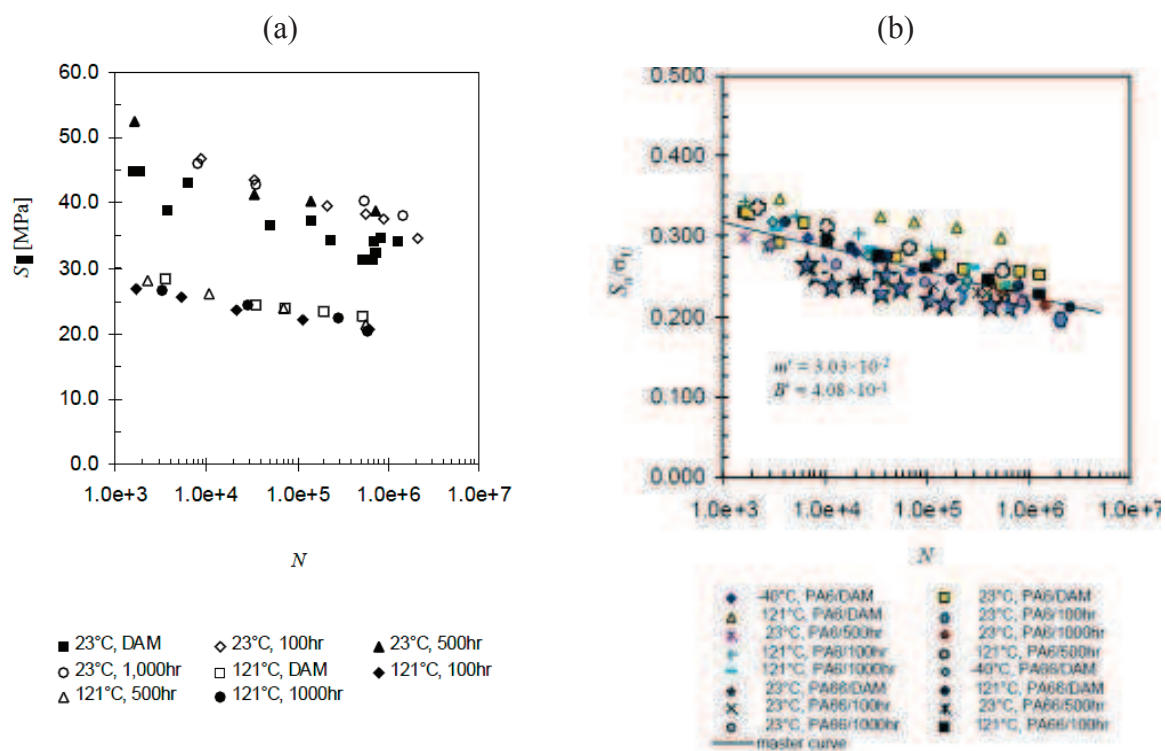 (a)
(b)
60.0
50.0
40.0
30.0
20.0
10.0
0.0
S [MPa]
1.0e+3 1.0e+4 1.0e+5 1.0e+6 1.0e+7
N
23°C, DAM 23°C, 100hr 23°C, 500hr
23°C, 1,000hr 121°C, DAM 121°C, 100hr
121°C, 500hr 121°C, 1000hr
0.500
0.400
0.300
0.200
0.000
m' = 3.03·10⁻²
1.0e+3 1.0e+4 1.0e+5 1.0e+6 1.0e+7
N
-40°C, PA6/DAM 23°C, PA6/DAM
121°C, PA6/DAM 23°C, PA6/100hr
23°C, PA6/500hr 23°C, PA6/1000hr
121°C, PA6/100hr 121°C, PA6/500hr
121°C, PA6/1000hr -40°C, PA66/DAM
23°C, PA66/DAM 121°C, PA66/DAM
23°C, PA66/100hr 23°C, PA66/500hr
23°C, PA66/1000hr 121°C, PA66/100hr
master curve